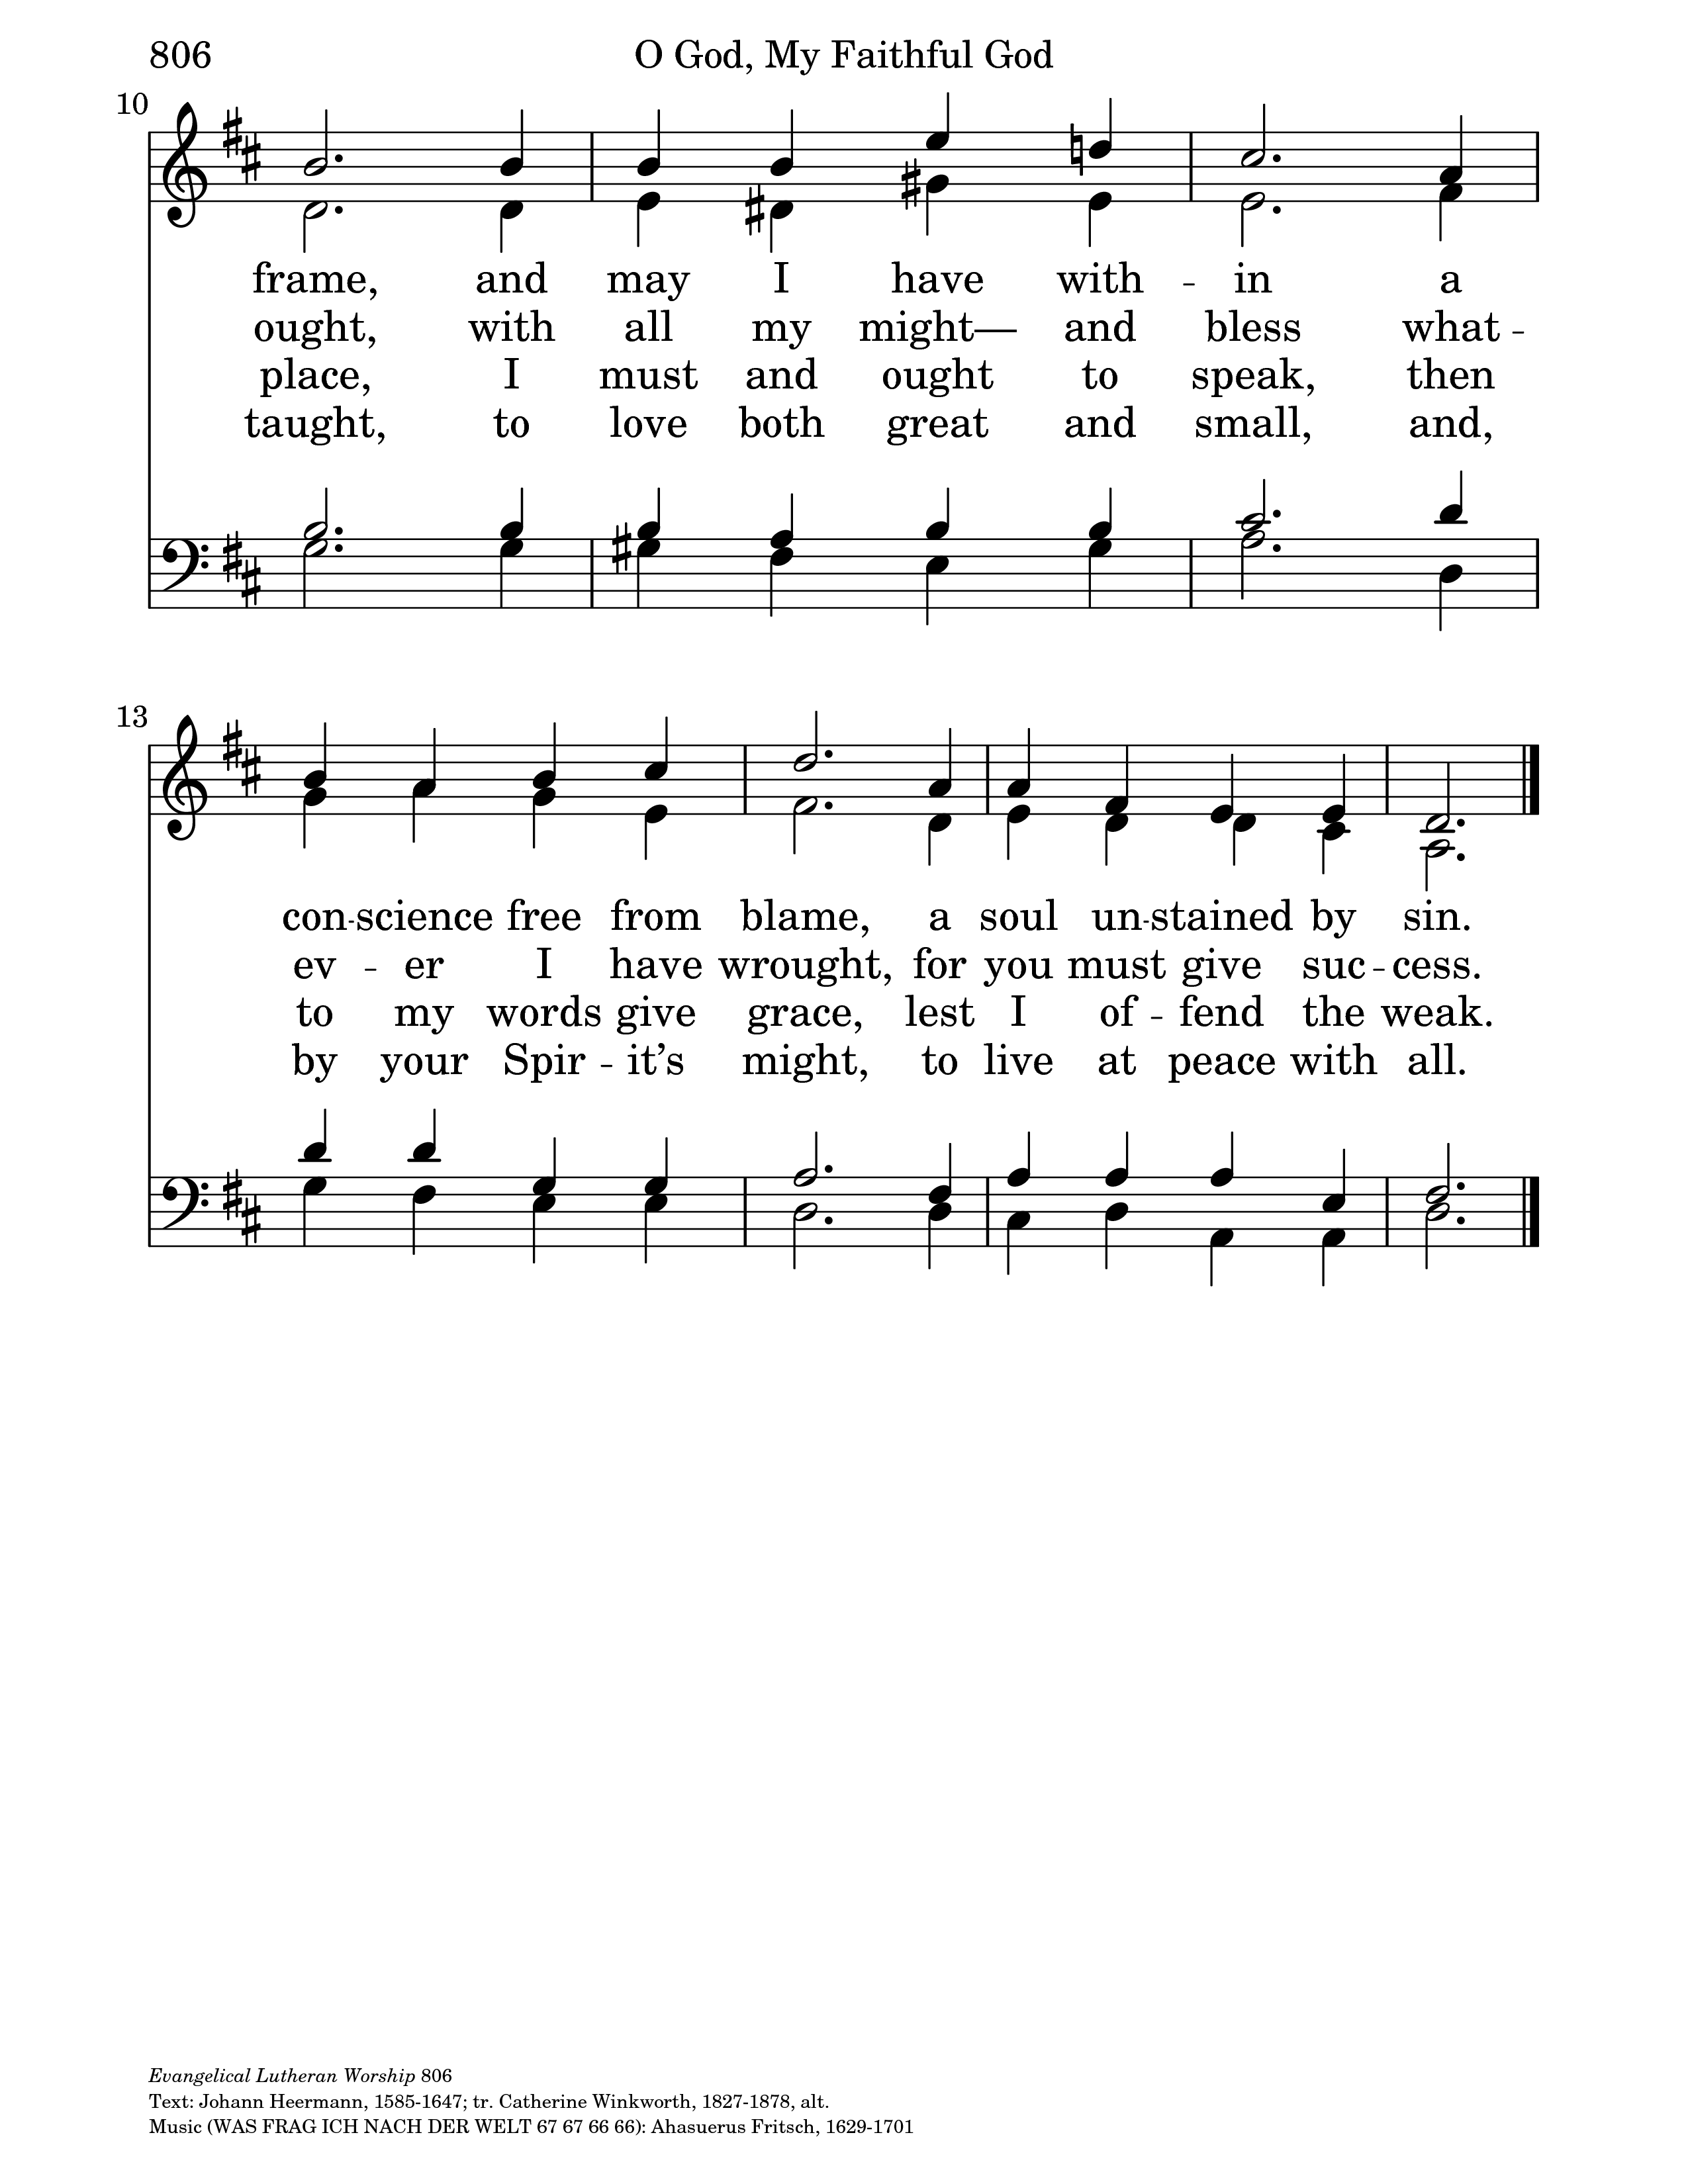 806 O God, My Faithful God
10
frame, and may I have with - in a
ought, with all my might— and bless what -
place, I must and ought to speak, then
taught, to love both great and small, and,
13
con - science free from blame, a soul un - stained by sin.
ev - er I have wrought, for you must give suc - cess.
to my words give grace, lest I of - fend the weak.
by your Spir - it’s might, to live at peace with all.
Evangelical Lutheran Worship 806
Text: Johann Heermann, 1585-1647; tr. Catherine Winkworth, 1827-1878, alt.
Music (WAS FRAG ICH NACH DER WELT 67 67 66 66): Ahasuerus Fritsch, 1629-1701